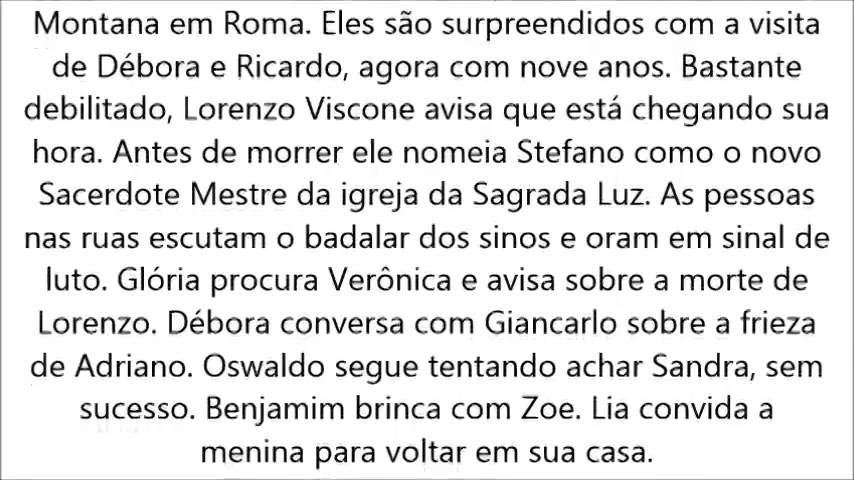 Montana em Roma. Eles são surpreendidos com a visita
de Débora e Ricardo, agora com nove anos. Bastante
debilitado, Lorenzo Viscone avisa que está chegando sua
hora. Antes de morrer ele nomeia Stefano como o novo
Sacerdote Mestre da igreja da Sagrada Luz. As pessoas
nas ruas escutam o badalar dos sinos e oram em sinal de
luto. Glória procura Verônica e avisa sobre a morte de
Lorenzo. Débora conversa com Giancarlo sobre a frieza
de Adriano. Oswaldo segue tentando achar Sandra, sem
sucesso. Benjamim brinca com Zoe. Lia convida a
menina para voltar em sua casa.